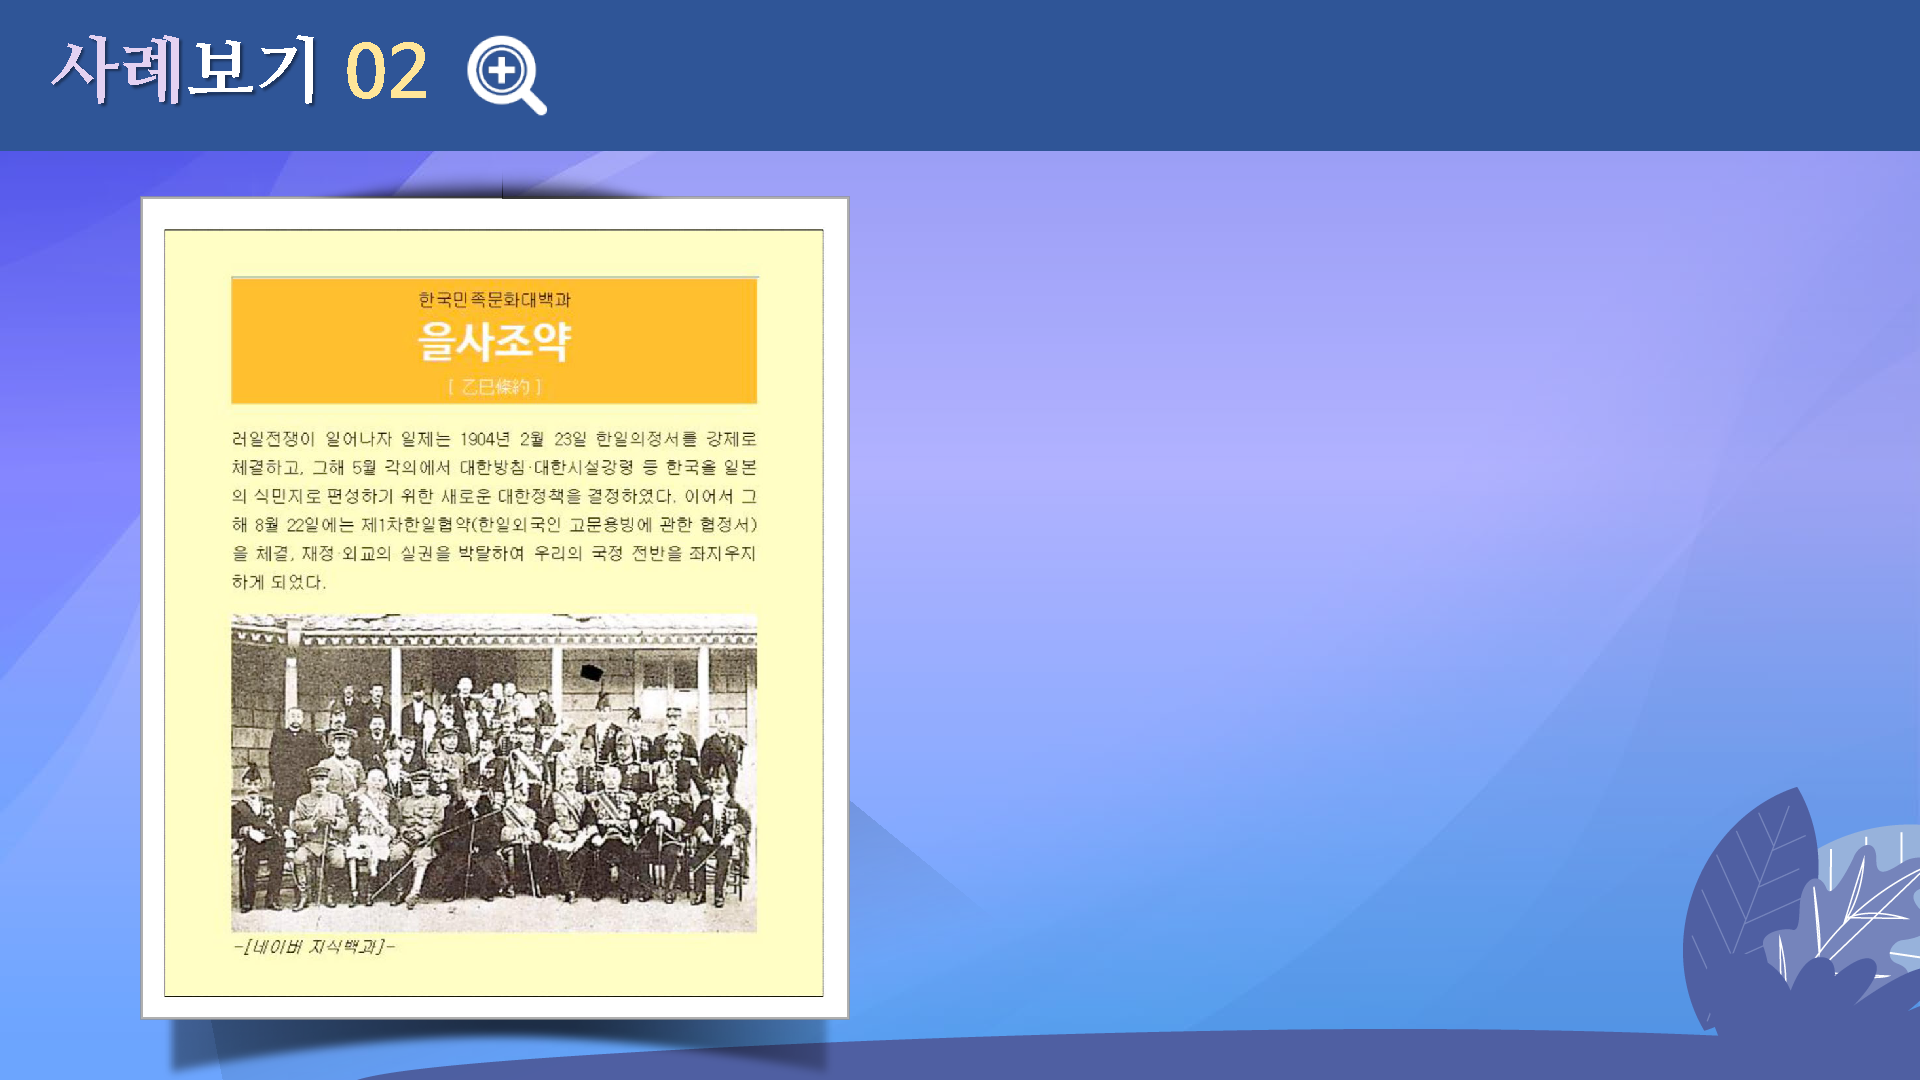 사례보기 02
한국민족문화대백과
을사조약
[ 乙巳條約 ]
러일전쟁이 일어나자 일제는 1904년 2월 23일 한일의정서를 강제로
체결하고, 그해 5월 각의에서 대한방침·대한시설강령 등 한국을 일본
의 식민지로 편성하기 위한 새로운 대한정책을 결정하였다. 이어서 그
해 8월 22일에는 제1차한일협약(한일외국인 고문용빙에 관한 협정서)
을 체결, 재정·외교의 실권을 박탈하여 우리의 국정 전반을 좌지우지
하게 되었다.
-[네이버 지식백과]-